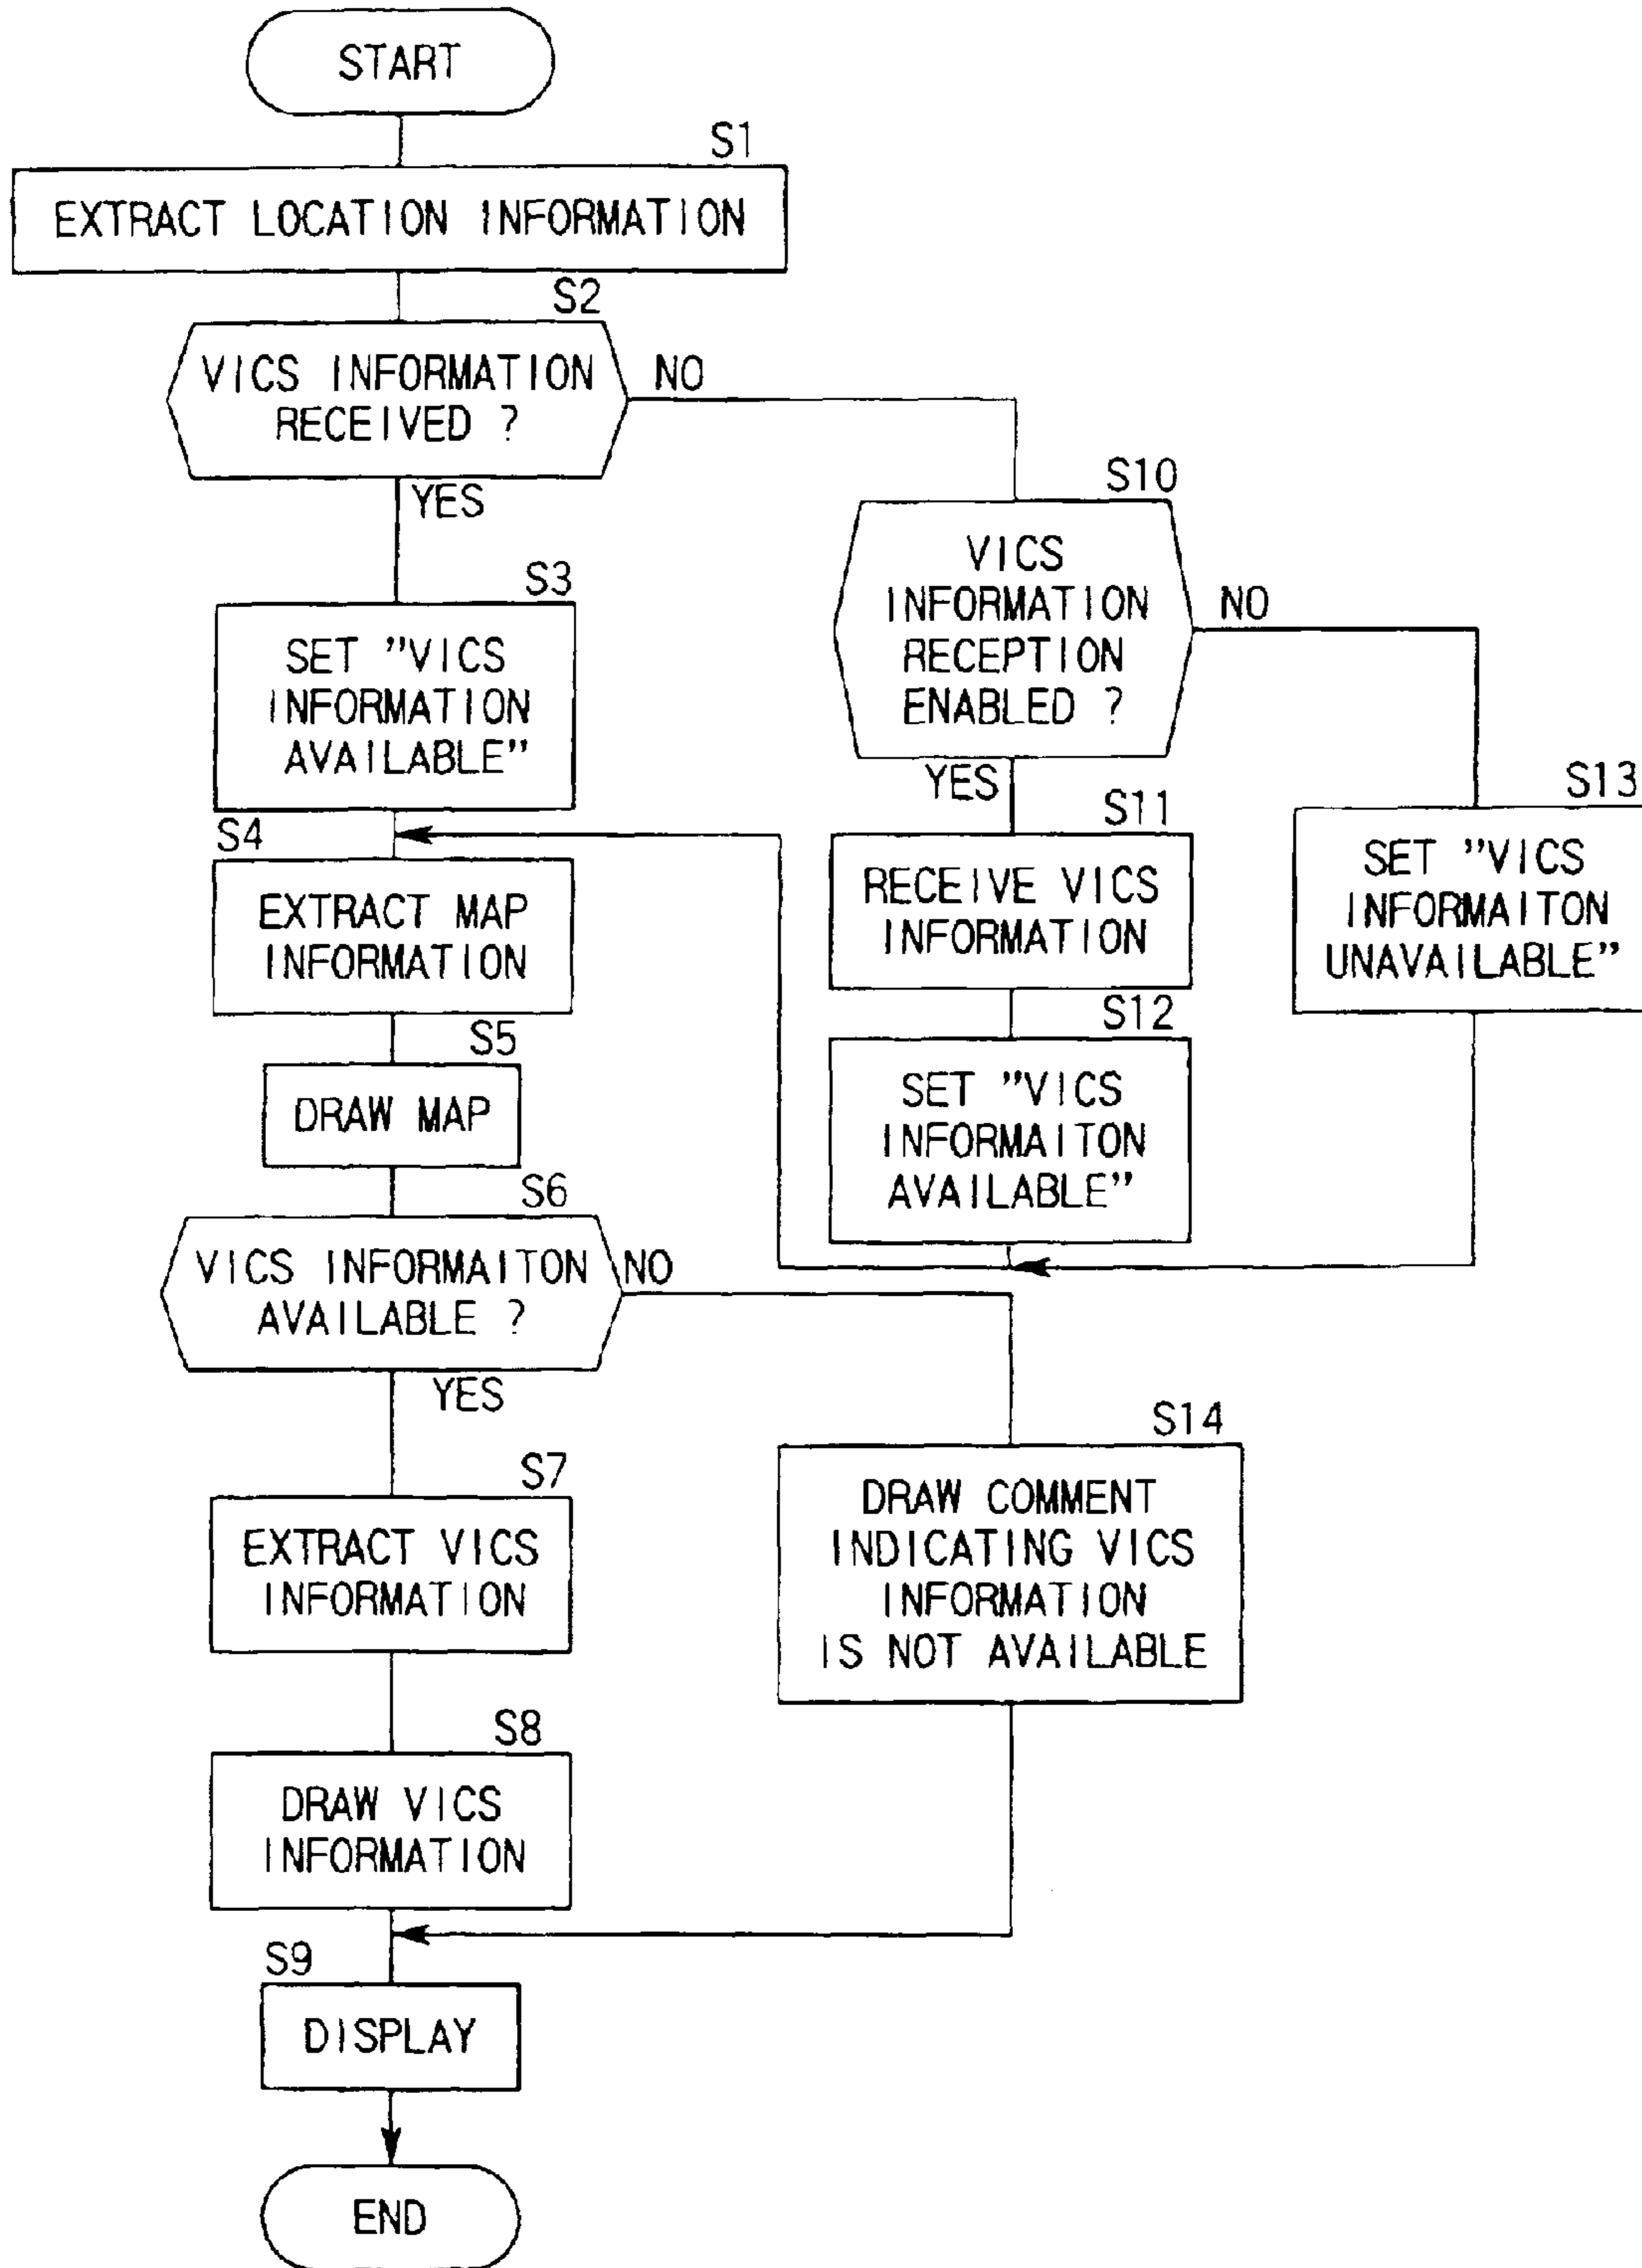 START
S1
EXTRACT LOCATION INFORMATION
S2
VICS INFORMATION
RECEIVED ?
NO
YES
S10
VICS
INFORMATION
RECEPTION
ENABLED ?
NO
YES
S3
SET "VICS
INFORMATION
AVAILABLE"
S13
SET "VICS
INFORMAITON
UNAVAILABLE"
S11
RECEIVE VICS
INFORMATION
S12
SET "VICS
INFORMAITON
AVAILABLE"
S4
EXTRACT MAP
INFORMATION
S5
DRAW MAP
S6
VICS INFORMAITON
AVAILABLE ?
NO
YES
S14
DRAW COMMENT
INDICATING VICS
INFORMATION
IS NOT AVAILABLE
S7
EXTRACT VICS
INFORMATION
S8
DRAW VICS
INFORMATION
S9
DISPLAY
END